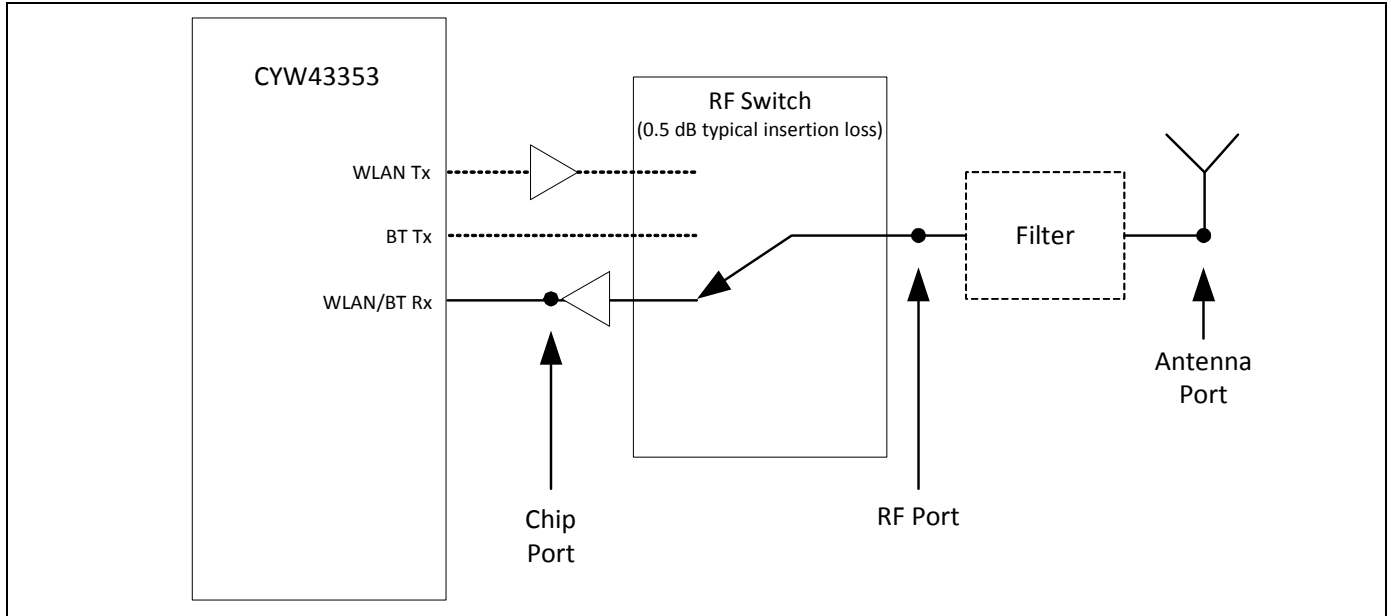 CYW43353
RF Switch
(0.5 dB typical insertion loss)
WLAN Tx
BT Tx
WLAN/BT Rx
Filter
Antenna
Port
Chip
Port
RF Port